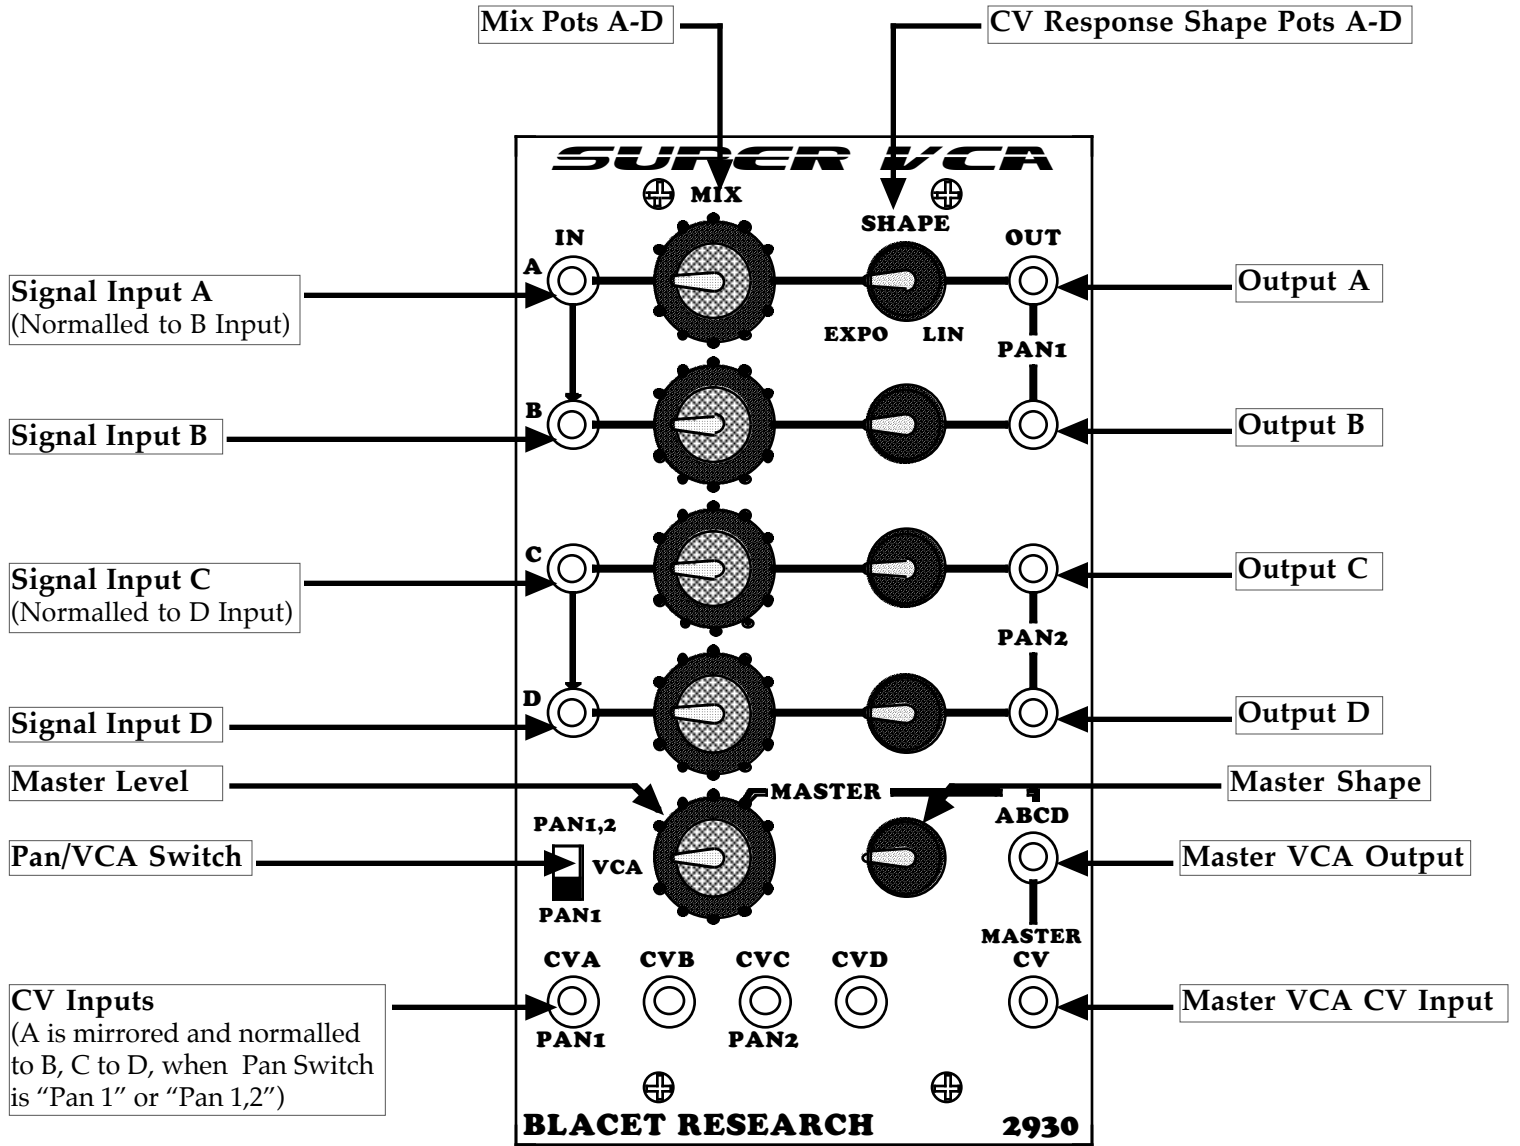 Mix Pots A-D
CV Response Shape Pots A-D
SUPER VCA
MIX
SHAPE
IN
OUT
A
Signal Input A
(Normalled to B Input)
Output A
EXPO LIN
PAN1
B
Signal Input B
Output B
C
Signal Input C
(Normalled to D Input)
Output C
PAN2
D
Signal Input D
Output D
Master Level
MASTER
Master Shape
ABCD
PAN1,2
Pan/VCA Switch
VCA
Master VCA Output
PAN1
MASTER
CVA CVB CVC CVD CV
CV Inputs
(A is mirrored and normalled
to B, C to D, when Pan Switch
is “Pan 1” or “Pan 1,2”)
Master VCA CV Input
PAN1 PAN2
BLACET RESEARCH 2930